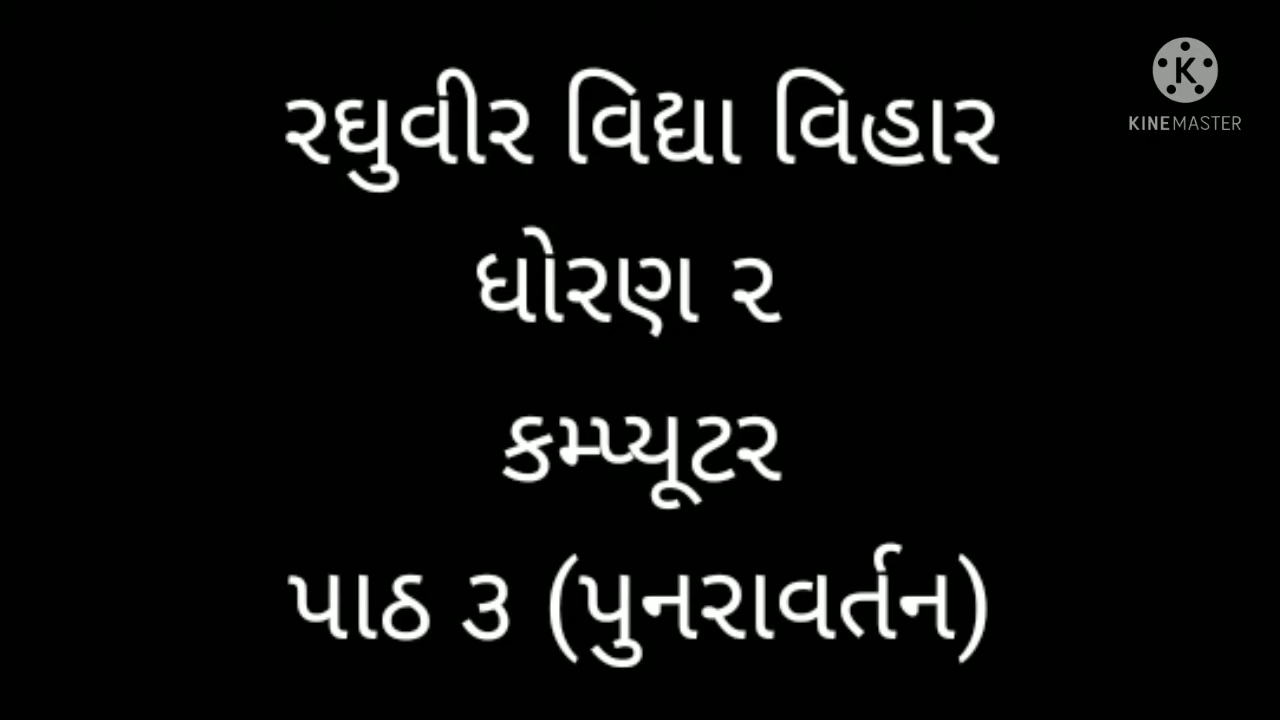 રઘુવીર વિદ્યા વિહાર
K
KINEMASTER
ધોરણ ૨
કમ્પ્યૂટર
પાઠ ૩ (પુનરાવર્તન)